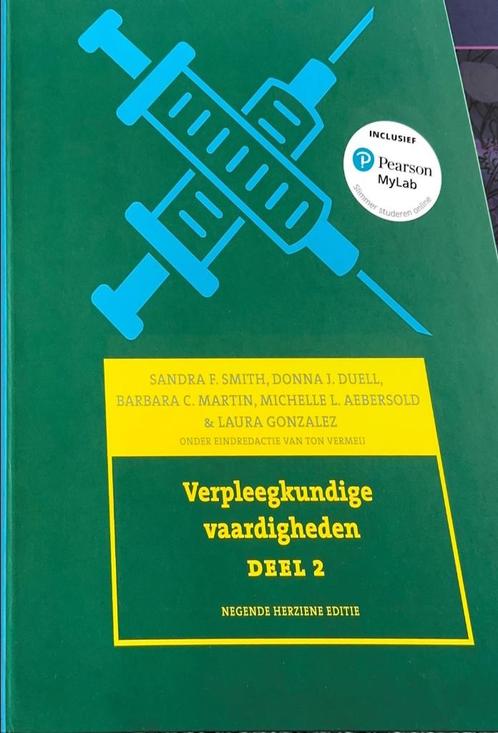 INCLUSIEF
Pearson
MyLab
Slimmer studeren online
SANDRA F. SMITH, DONNA J. DUELL,
BARBARA C. MARTIN, MICHELLE L. AEBERSOLD
& LAURA GONZALEZ
ONDER EINDREDACTIE VAN TON VERMEIJ
Verpleegkundige
vaardigheden
DEEL 2
NEGENDE HERZIENE EDITIE